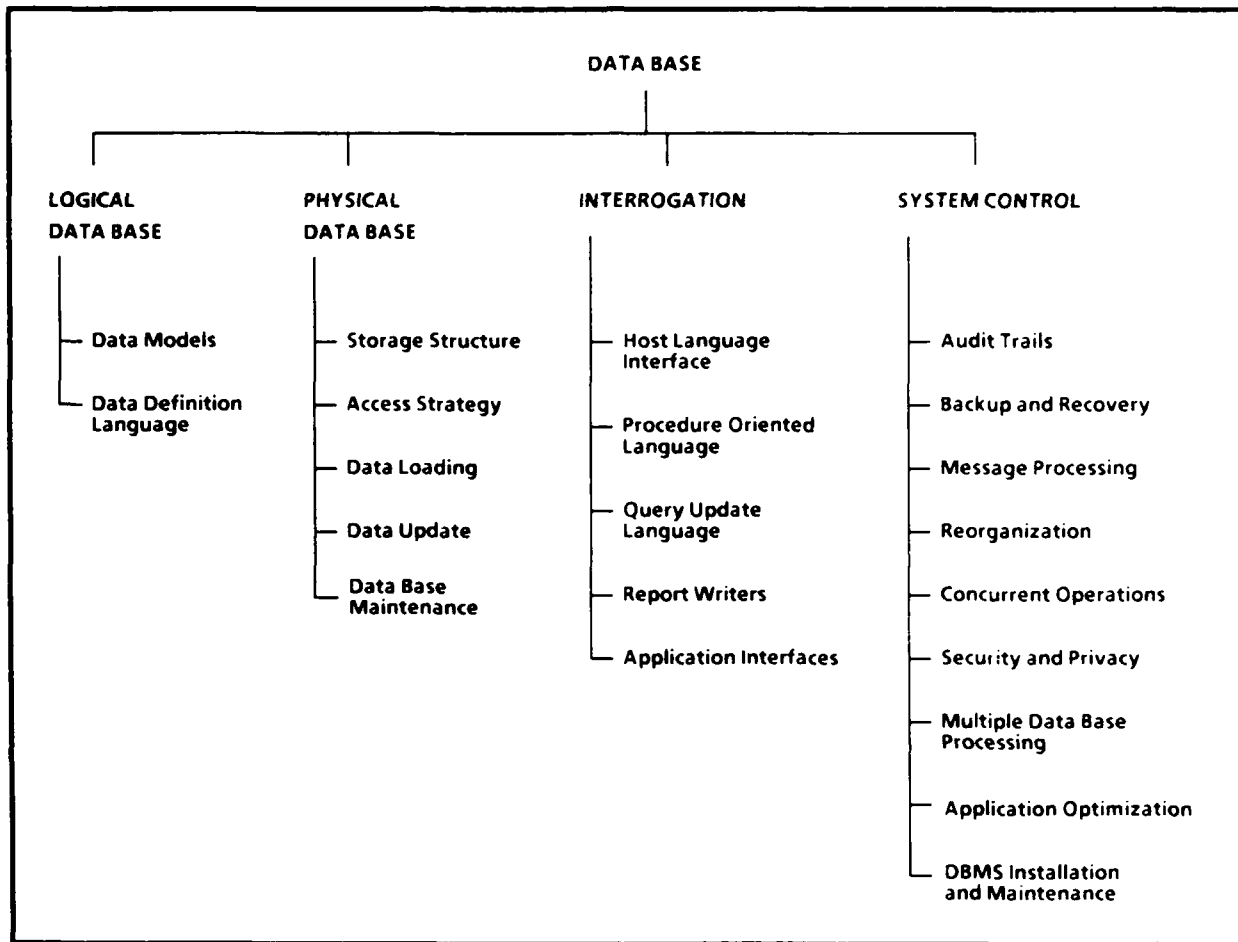 DATA BASE
LOGICAL
DATA BASE
Data Models
Data Definition
Language
PHYSICAL
DATA BASE
Storage Structure
Access Strategy
Data Loading
Data Update
Data Base
Maintenance
INTERROGATION
Host Language
Interface
Procedure Oriented
Language
Query Update
Language
Report Writers
Application Interfaces
SYSTEM CONTROL
Audit Trails
Backup and Recovery
Message Processing
Reorganization
Concurrent Operations
Security and Privacy
Multiple Data Base
Processing
Application Optimization
DBMS Installation
and Maintenance